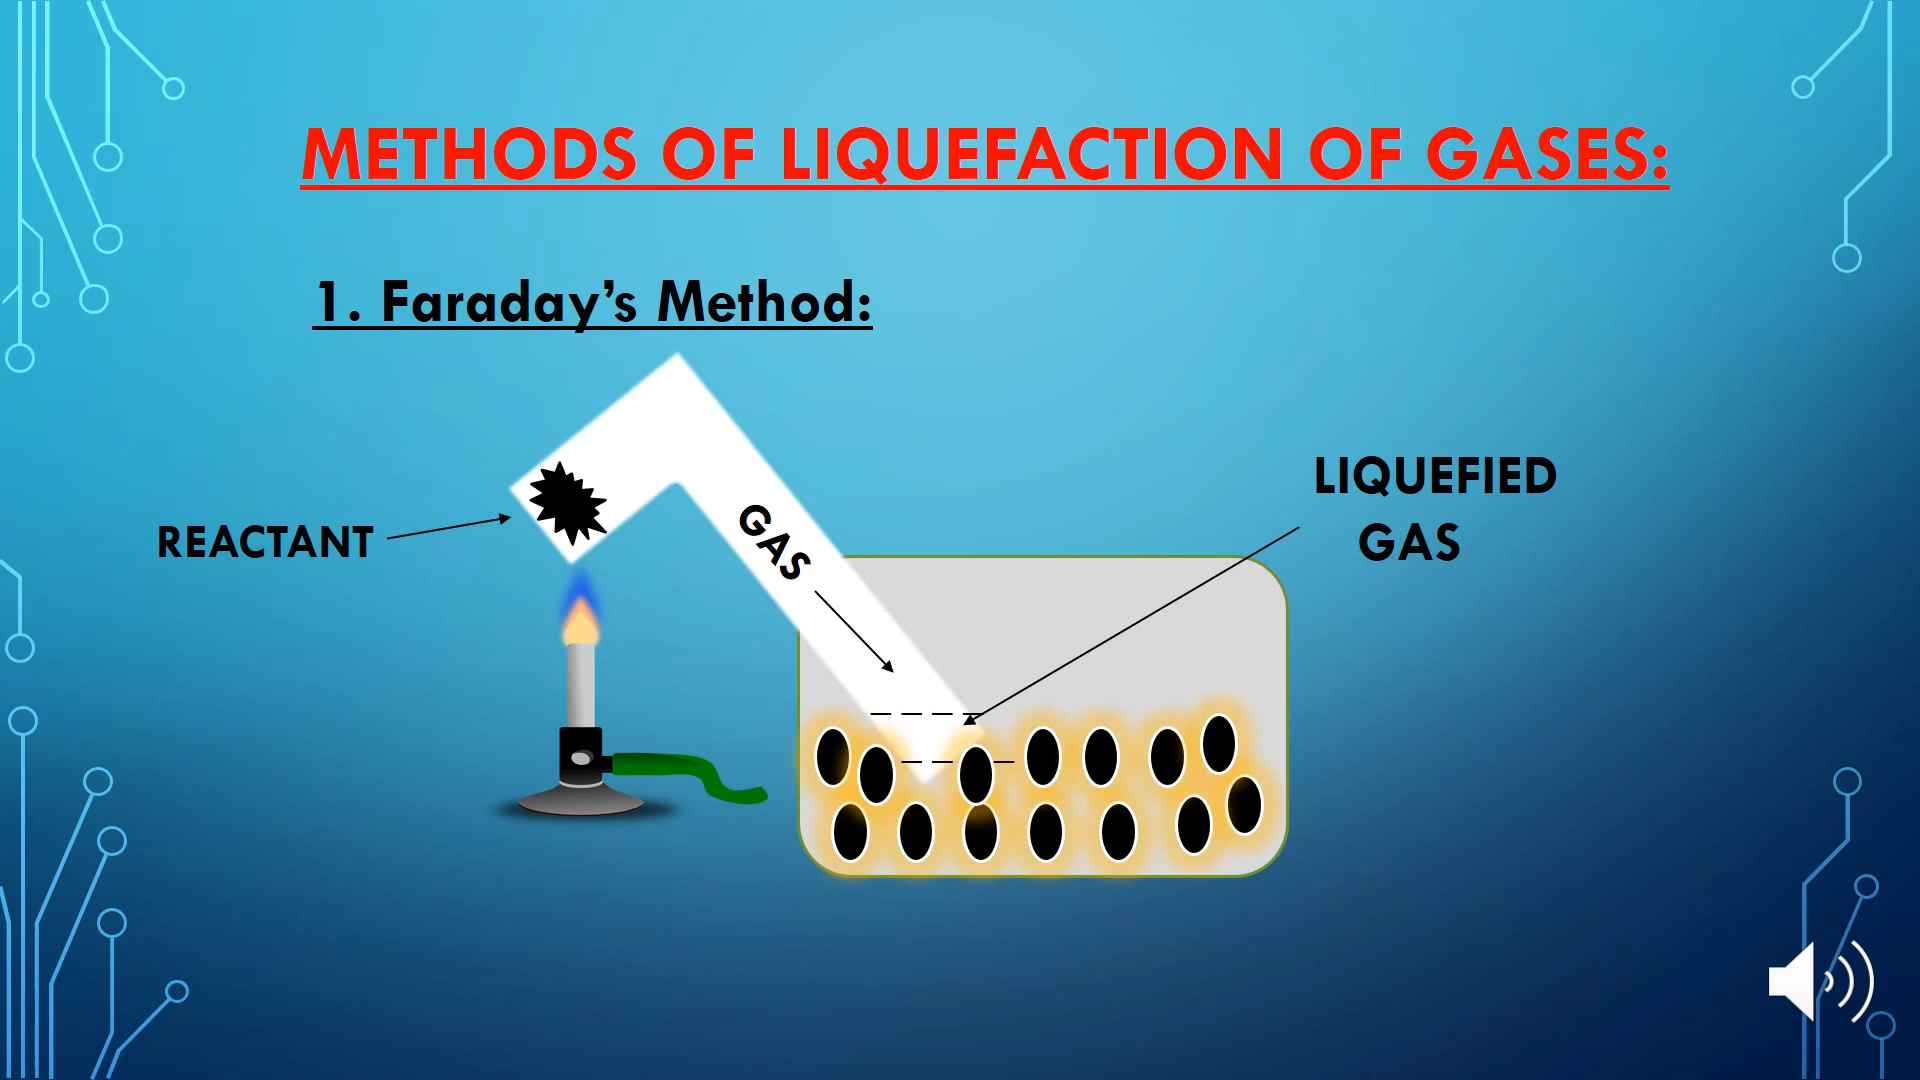 METHODS OF LIQUEFACTION OF GASES:
1. Faraday’s Method:
LIQUEFIED
GAS
REACTANT
GAS